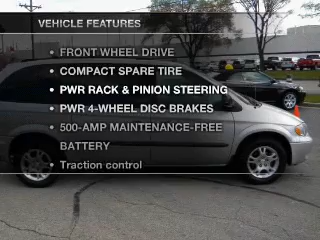 VEHICLE FEATURES
• FRONT WHEEL DRIVE
• COMPACT SPARE TIRE
• PWR RACK & PINION STEERING
• PWR 4-WHEEL DISC BRAKES
• 500-AMP MAINTENANCE-FREE
BATTERY
• Traction control